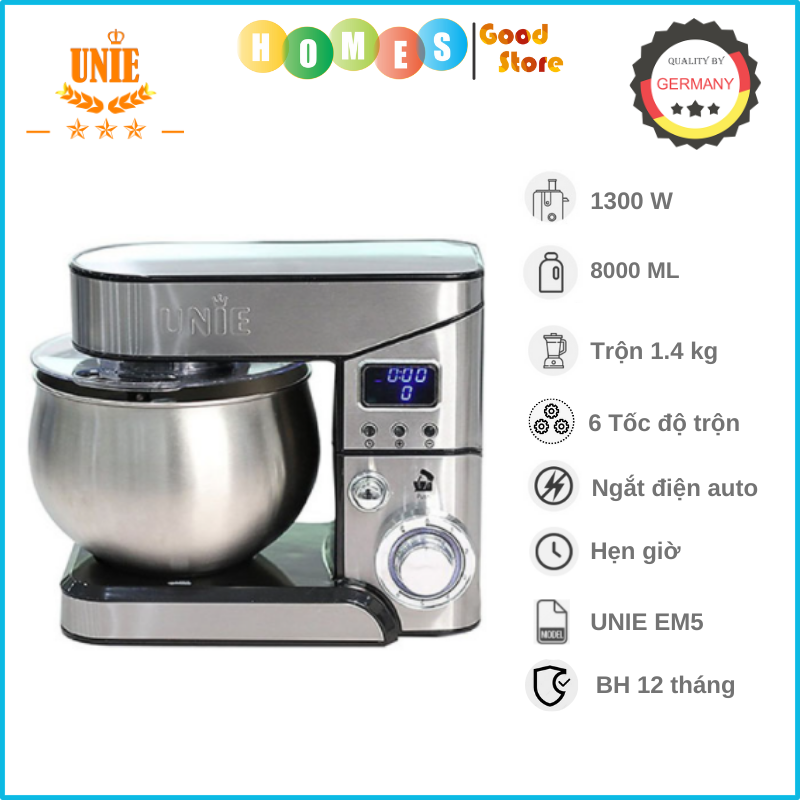 UNIE
HOMES
Good
Store
QUALITY BY
GERMANY
1300 W
8000 ML
Trộn 1.4 kg
6 Tốc độ trộn
Ngắt điện auto
Hẹn giờ
MODEL
UNIE EM5
BH 12 tháng
UNIE
0:00
0